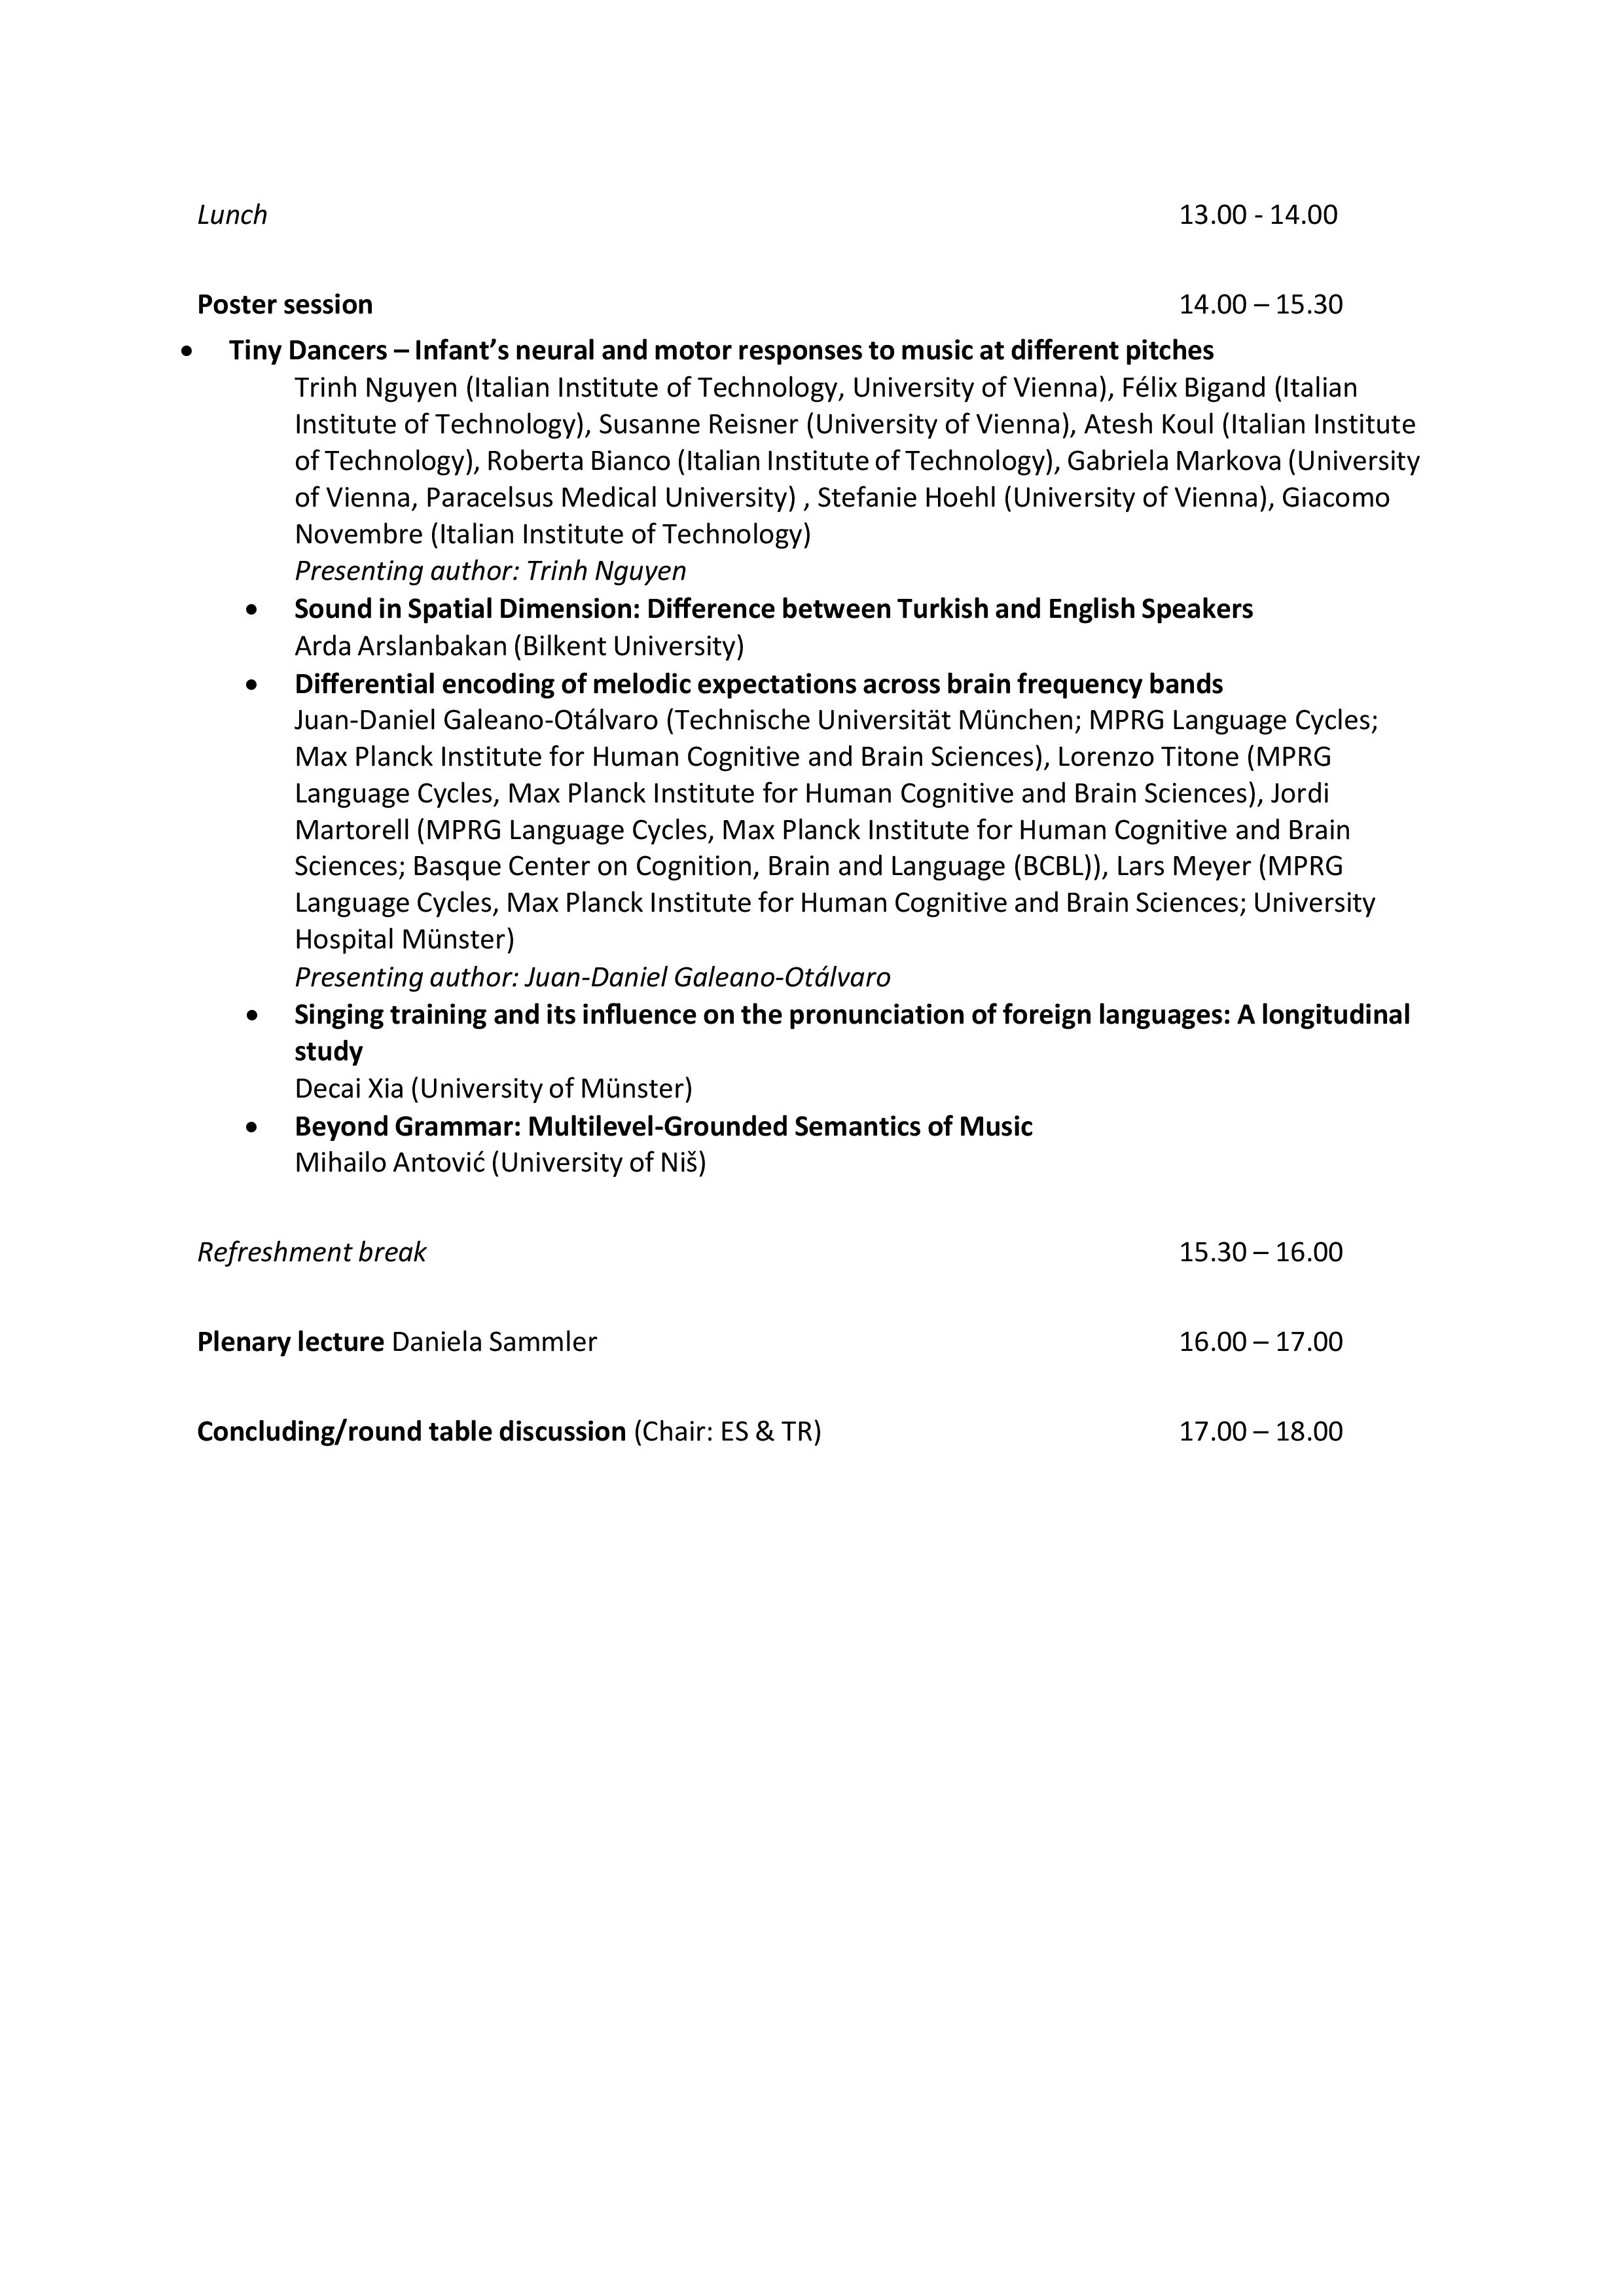 Lunch 13.00 - 14.00
Poster session 14.00 – 15.30
• Tiny Dancers – Infant’s neural and motor responses to music at different pitches
Trinh Nguyen (Italian Institute of Technology, University of Vienna), Félix Bigand (Italian
Institute of Technology), Susanne Reisner (University of Vienna), Atesh Koul (Italian Institute
of Technology), Roberta Bianco (Italian Institute of Technology), Gabriela Markova (University
of Vienna, Paracelsus Medical University) , Stefanie Hoehl (University of Vienna), Giacomo
Novembre (Italian Institute of Technology)
Presenting author: Trinh Nguyen
• Sound in Spatial Dimension: Difference between Turkish and English Speakers
Arda Arslanbakan (Bilkent University)
• Differential encoding of melodic expectations across brain frequency bands
Juan-Daniel Galeano-Otálvaro (Technische Universität München; MPRG Language Cycles;
Max Planck Institute for Human Cognitive and Brain Sciences), Lorenzo Titone (MPRG
Language Cycles, Max Planck Institute for Human Cognitive and Brain Sciences), Jordi
Martorell (MPRG Language Cycles, Max Planck Institute for Human Cognitive and Brain
Sciences; Basque Center on Cognition, Brain and Language (BCBL)), Lars Meyer (MPRG
Language Cycles, Max Planck Institute for Human Cognitive and Brain Sciences; University
Hospital Münster)
Presenting author: Juan-Daniel Galeano-Otálvaro
• Singing training and its influence on the pronunciation of foreign languages: A longitudinal
study
Decai Xia (University of Münster)
• Beyond Grammar: Multilevel-Grounded Semantics of Music
Mihailo Antović (University of Niš)
Refreshment break 15.30 – 16.00
Plenary lecture Daniela Sammler 16.00 – 17.00
Concluding/round table discussion (Chair: ES & TR) 17.00 – 18.00